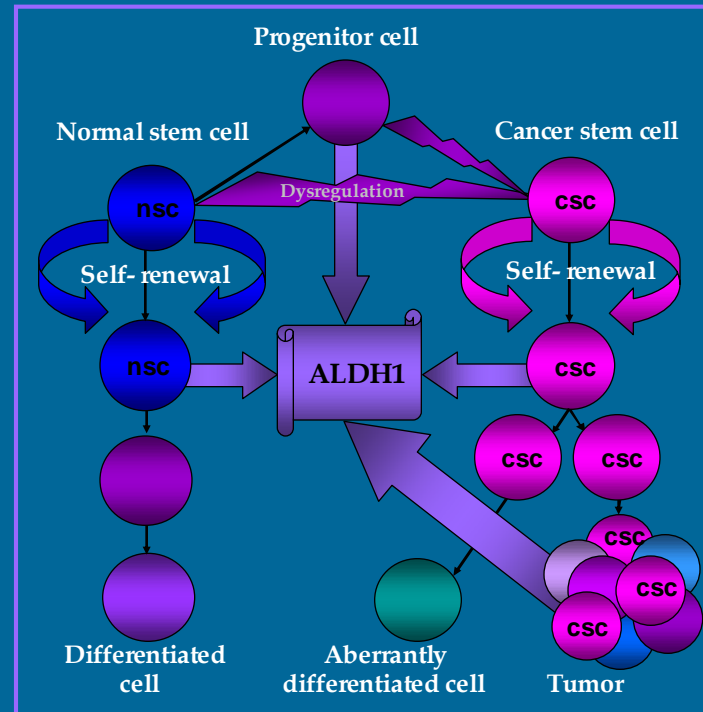 Progenitor cell
Normal stem cell
Cancer stem cell
Dysregulation
nsc
csc
Self- renewal
Self- renewal
nsc
ALDH1
csc
csc
csc
csc
csc
csc
Differentiated
cell
Aberrantly
differentiated cell
Tumor